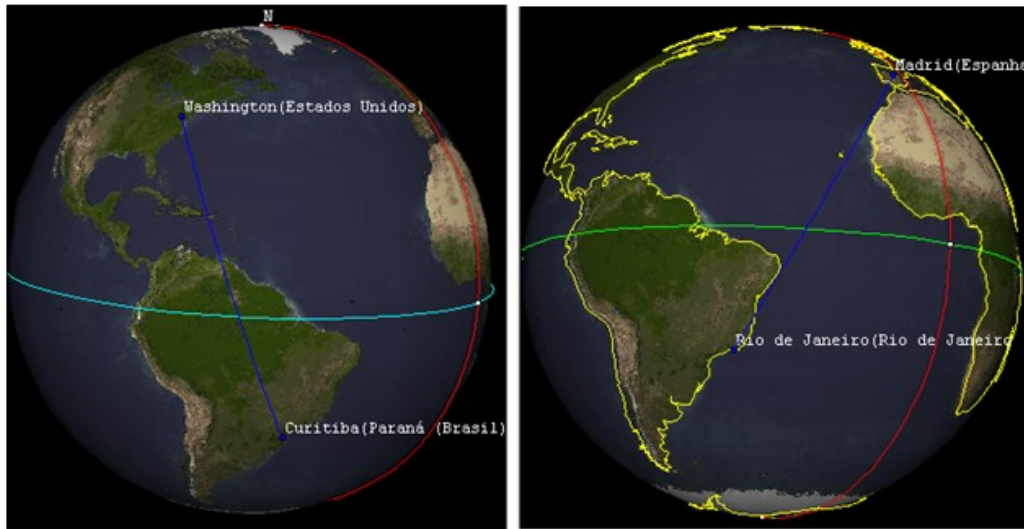 N
Washington(Estados Unidos)
Curitiba(Paraná (Brasil)
Madrid(Espanha
Rio de Janeiro(Rio de Janeiro